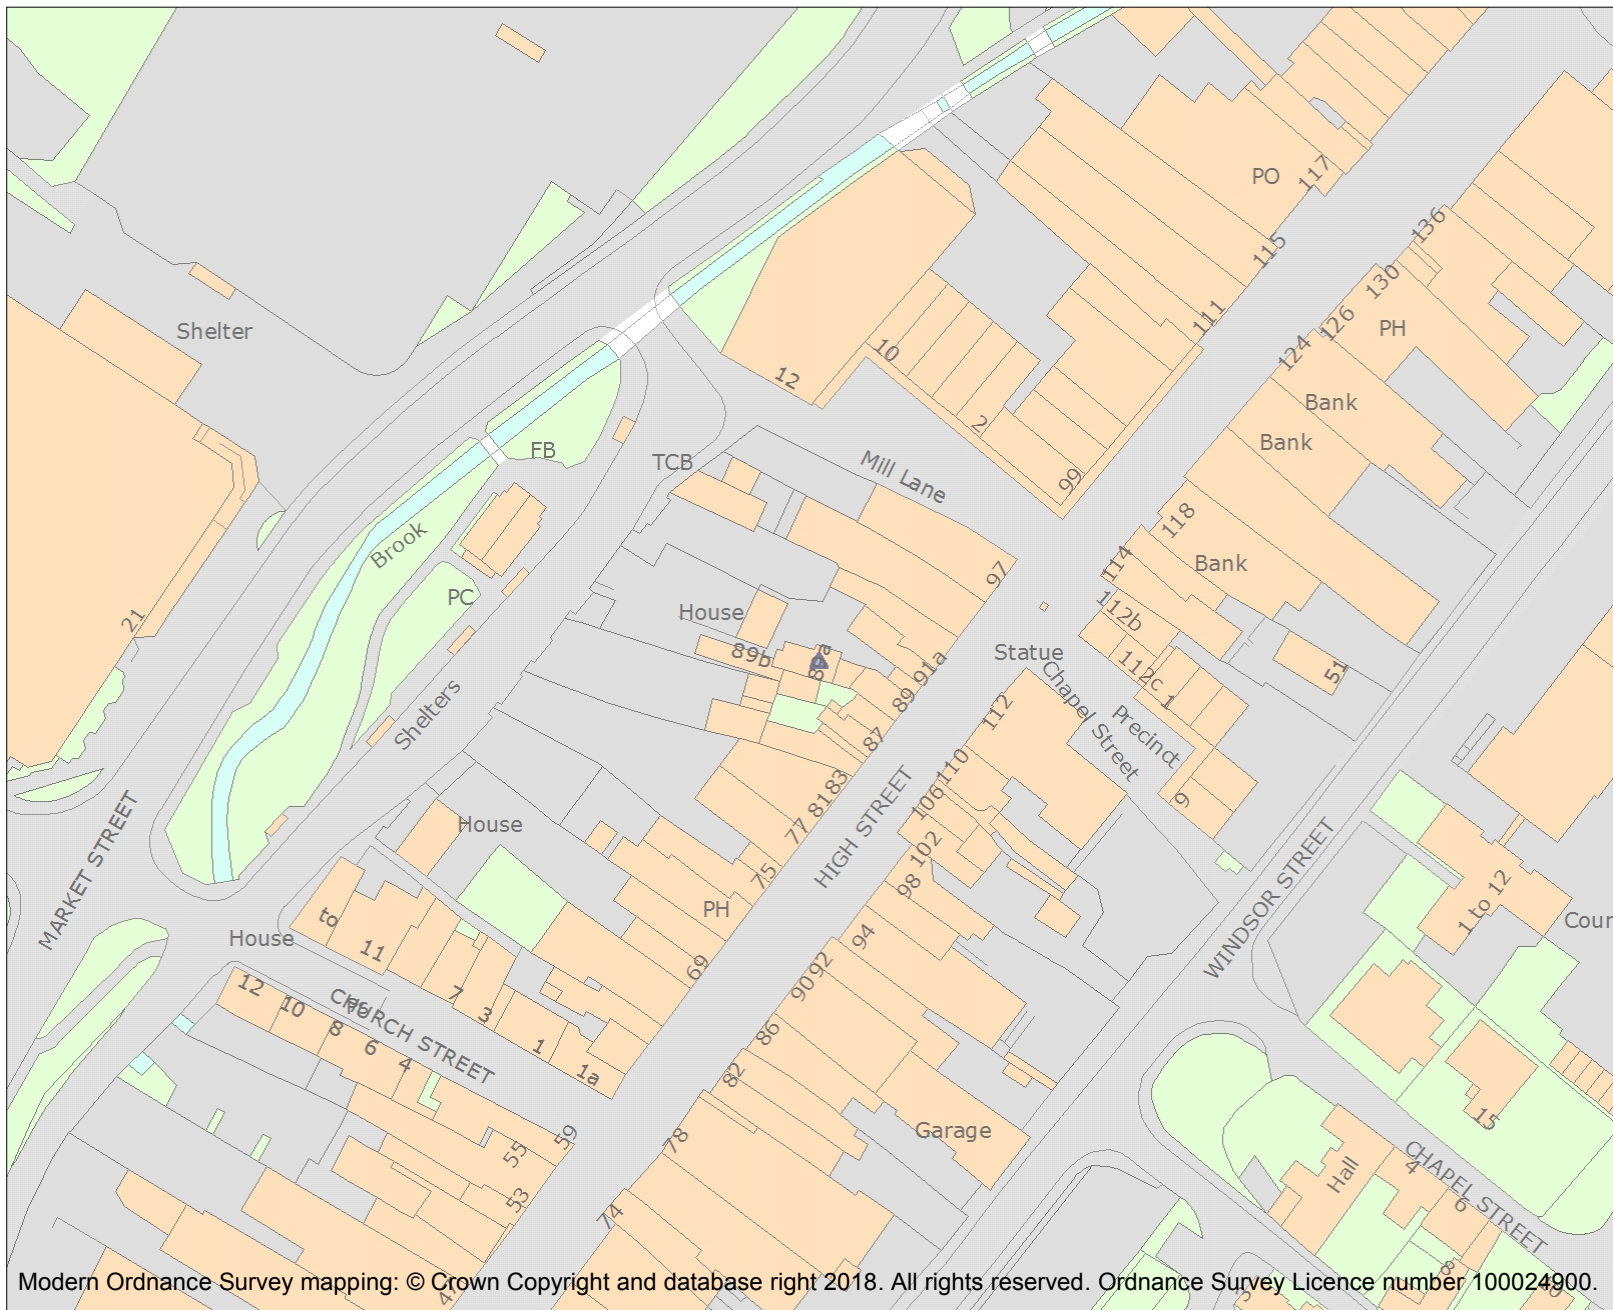 PO
117
115
136
130
126
124
PH
111
Shelter
10
12
2
Bank
Bank
99
FB
TCB
Mill Lane
118
Brook
114
Bank
97
PC
112b
House
21
Statue
89b
91a
89
112c
1
51
Chapel Street
Precinct
112
Shelters
87
110
83
81
77
106
9
House
HIGH STREET
102
MARKET STREET
75
98
WINDSOR STREET
1 to 12
PH
to
11
House
94
69
92
90
12
10
8
6
4
CHURCH STREET
7
3
1
1a
86
82
Garage
15
59
55
53
78
74
Hall
4
6
CHAPEL STREET
8
Modern Ordnance Survey mapping: © Crown Copyright and database right 2018. All rights reserved. Ordnance Survey Licence number 100024900.